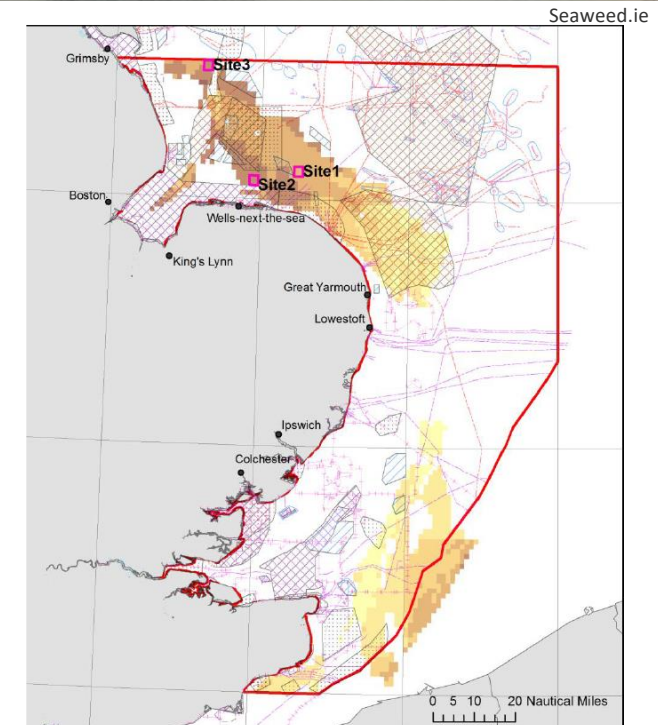 Seaweed.ie
Grimsby
Site3
Site1
Site2
Boston
Wells-next-the-sea
King's Lynn
Great Yarmouth
Lowestoft
Ipswich
Colchester
0 5 10 20 Nautical Miles